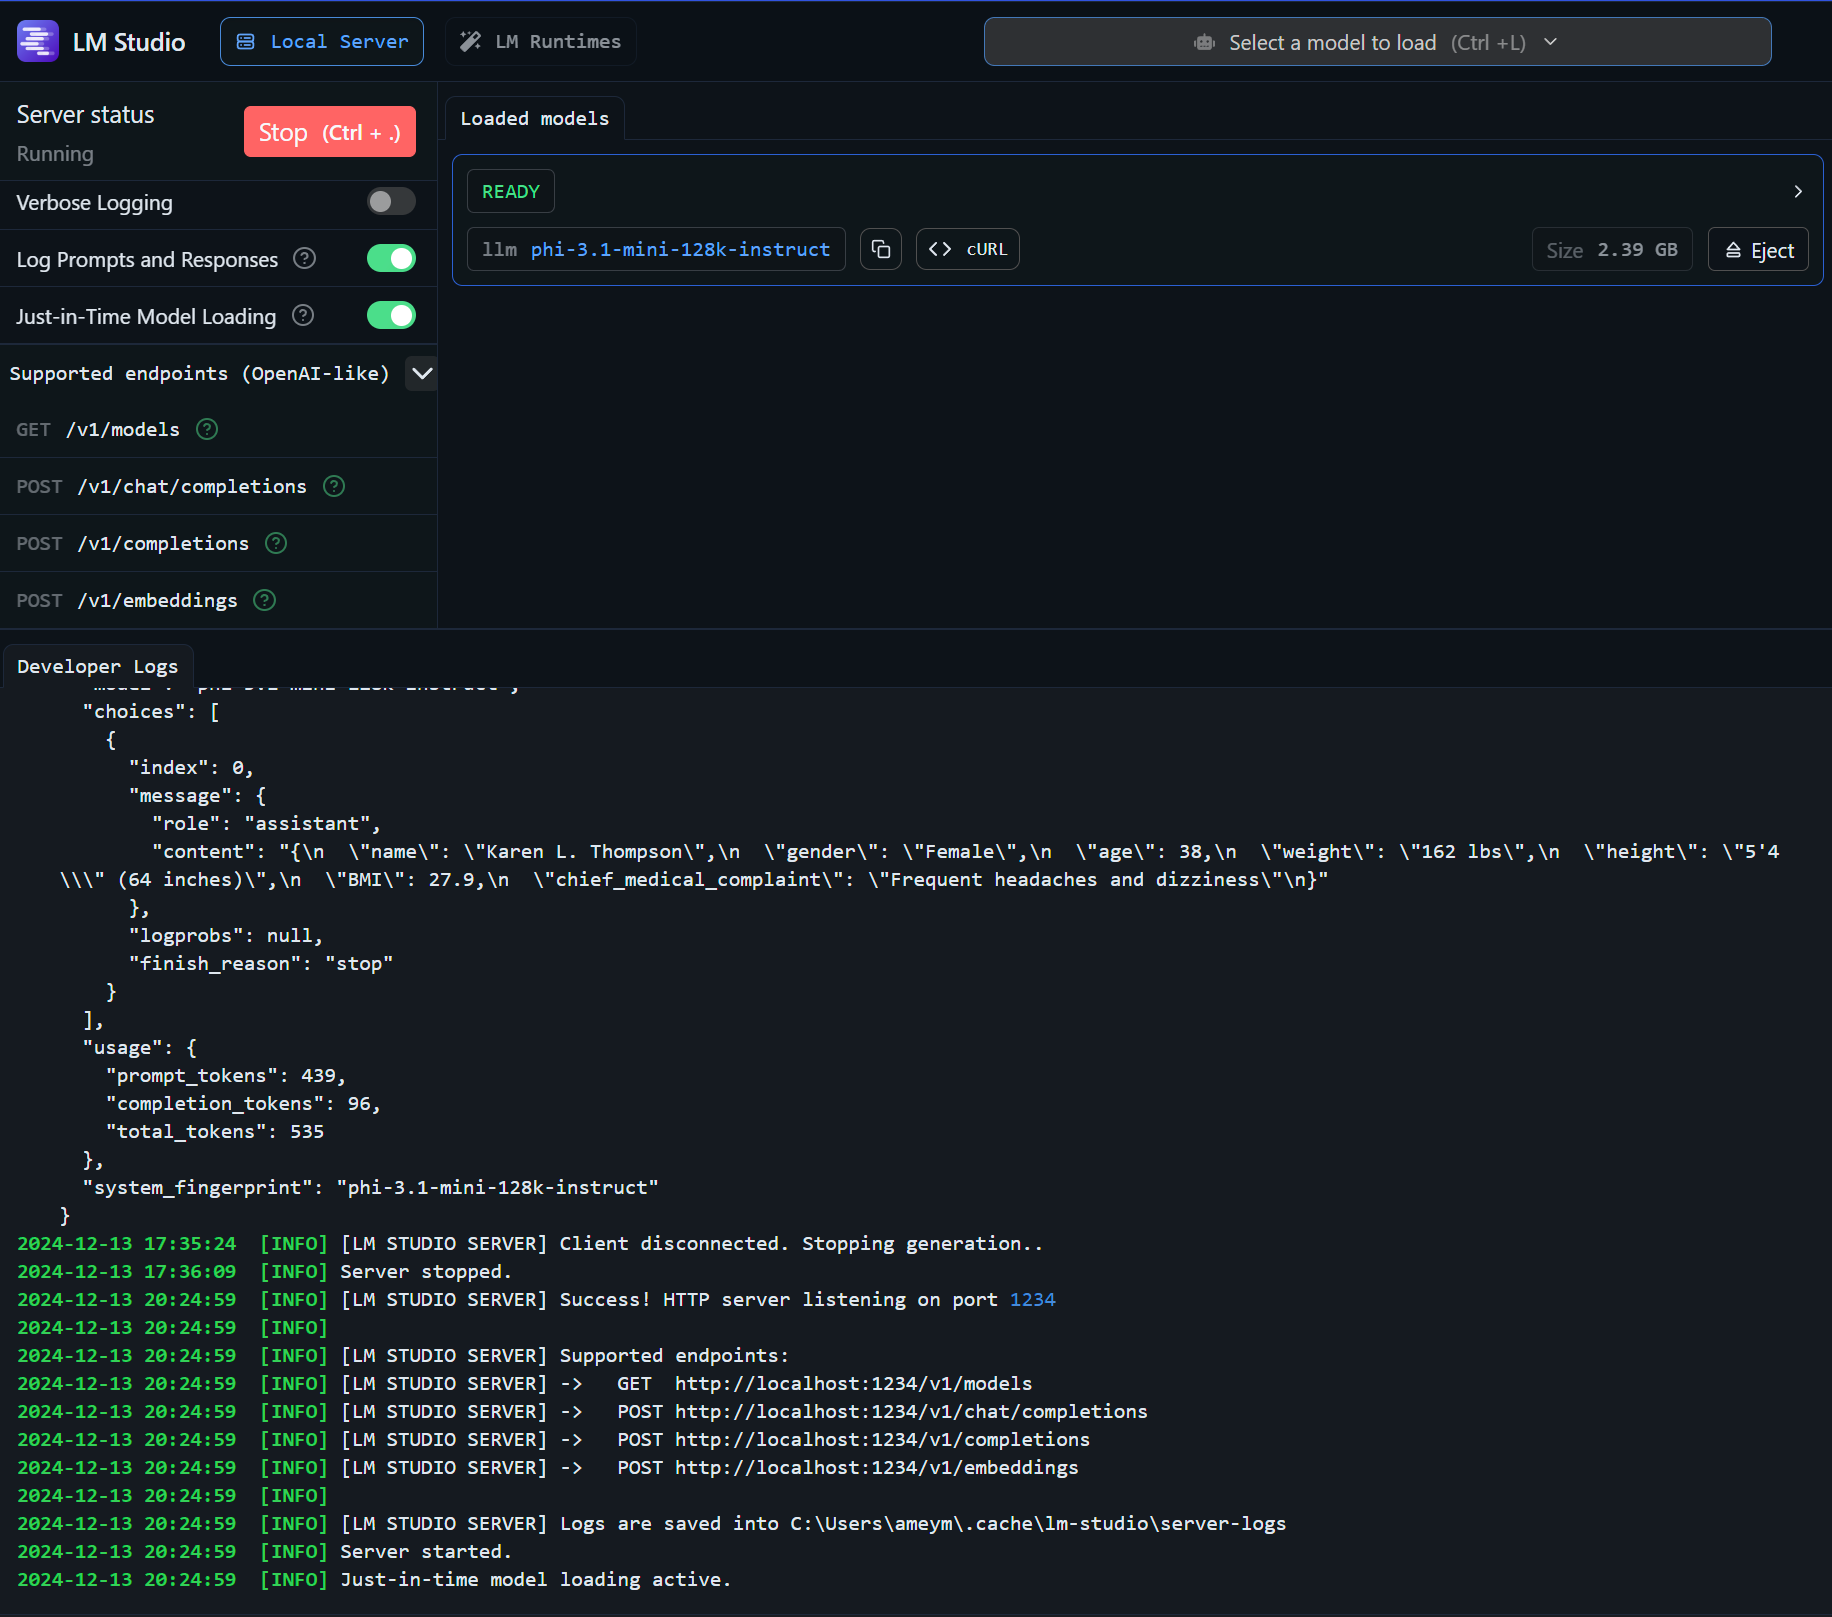 LM Studio
Local Server
LM Runtimes
Select a model to load (Ctrl +L)
Server status
Running
Stop (Ctrl + .)
Verbose Logging
Log Prompts and Responses
Just-in-Time Model Loading
Supported endpoints (OpenAI-like)
GET /v1/models
POST /v1/chat/completions
POST /v1/completions
POST /v1/embeddings
Loaded models
READY
llm phi-3.1-mini-128k-instruct
cURL
Size 2.39 GB
Eject
Developer Logs
"model": "phi-3.1-mini-128k-instruct",
"choices": [
{
"index": 0,
"message": {
"role": "assistant",
"content": "{\n  \"name\": \"Karen L. Thompson\",\n  \"gender\": \"Female\",\n  \"age\": 38,\n  \"weight\": \"162 lbs\",\n  \"height\": \"5'4
\\\" (64 inches)\",\n  \"BMI\": 27.9,\n  \"chief_medical_complaint\": \"Frequent headaches and dizziness\"\n}"
},
"logprobs": null,
"finish_reason": "stop"
}
],
"usage": {
"prompt_tokens": 439,
"completion_tokens": 96,
"total_tokens": 535
},
"system_fingerprint": "phi-3.1-mini-128k-instruct"
}
2024-12-13 17:35:24 [INFO] [LM STUDIO SERVER] Client disconnected. Stopping generation..
2024-12-13 17:36:09 [INFO] Server stopped.
2024-12-13 20:24:59 [INFO] [LM STUDIO SERVER] Success! HTTP server listening on port 1234
2024-12-13 20:24:59 [INFO]
2024-12-13 20:24:59 [INFO] [LM STUDIO SERVER] Supported endpoints:
2024-12-13 20:24:59 [INFO] [LM STUDIO SERVER] -> GET http://localhost:1234/v1/models
2024-12-13 20:24:59 [INFO] [LM STUDIO SERVER] -> POST http://localhost:1234/v1/chat/completions
2024-12-13 20:24:59 [INFO] [LM STUDIO SERVER] -> POST http://localhost:1234/v1/completions
2024-12-13 20:24:59 [INFO] [LM STUDIO SERVER] -> POST http://localhost:1234/v1/embeddings
2024-12-13 20:24:59 [INFO]
2024-12-13 20:24:59 [INFO] [LM STUDIO SERVER] Logs are saved into C:\Users\ameym\.cache\lm-studio\server-logs
2024-12-13 20:24:59 [INFO] Server started.
2024-12-13 20:24:59 [INFO] Just-in-time model loading active.